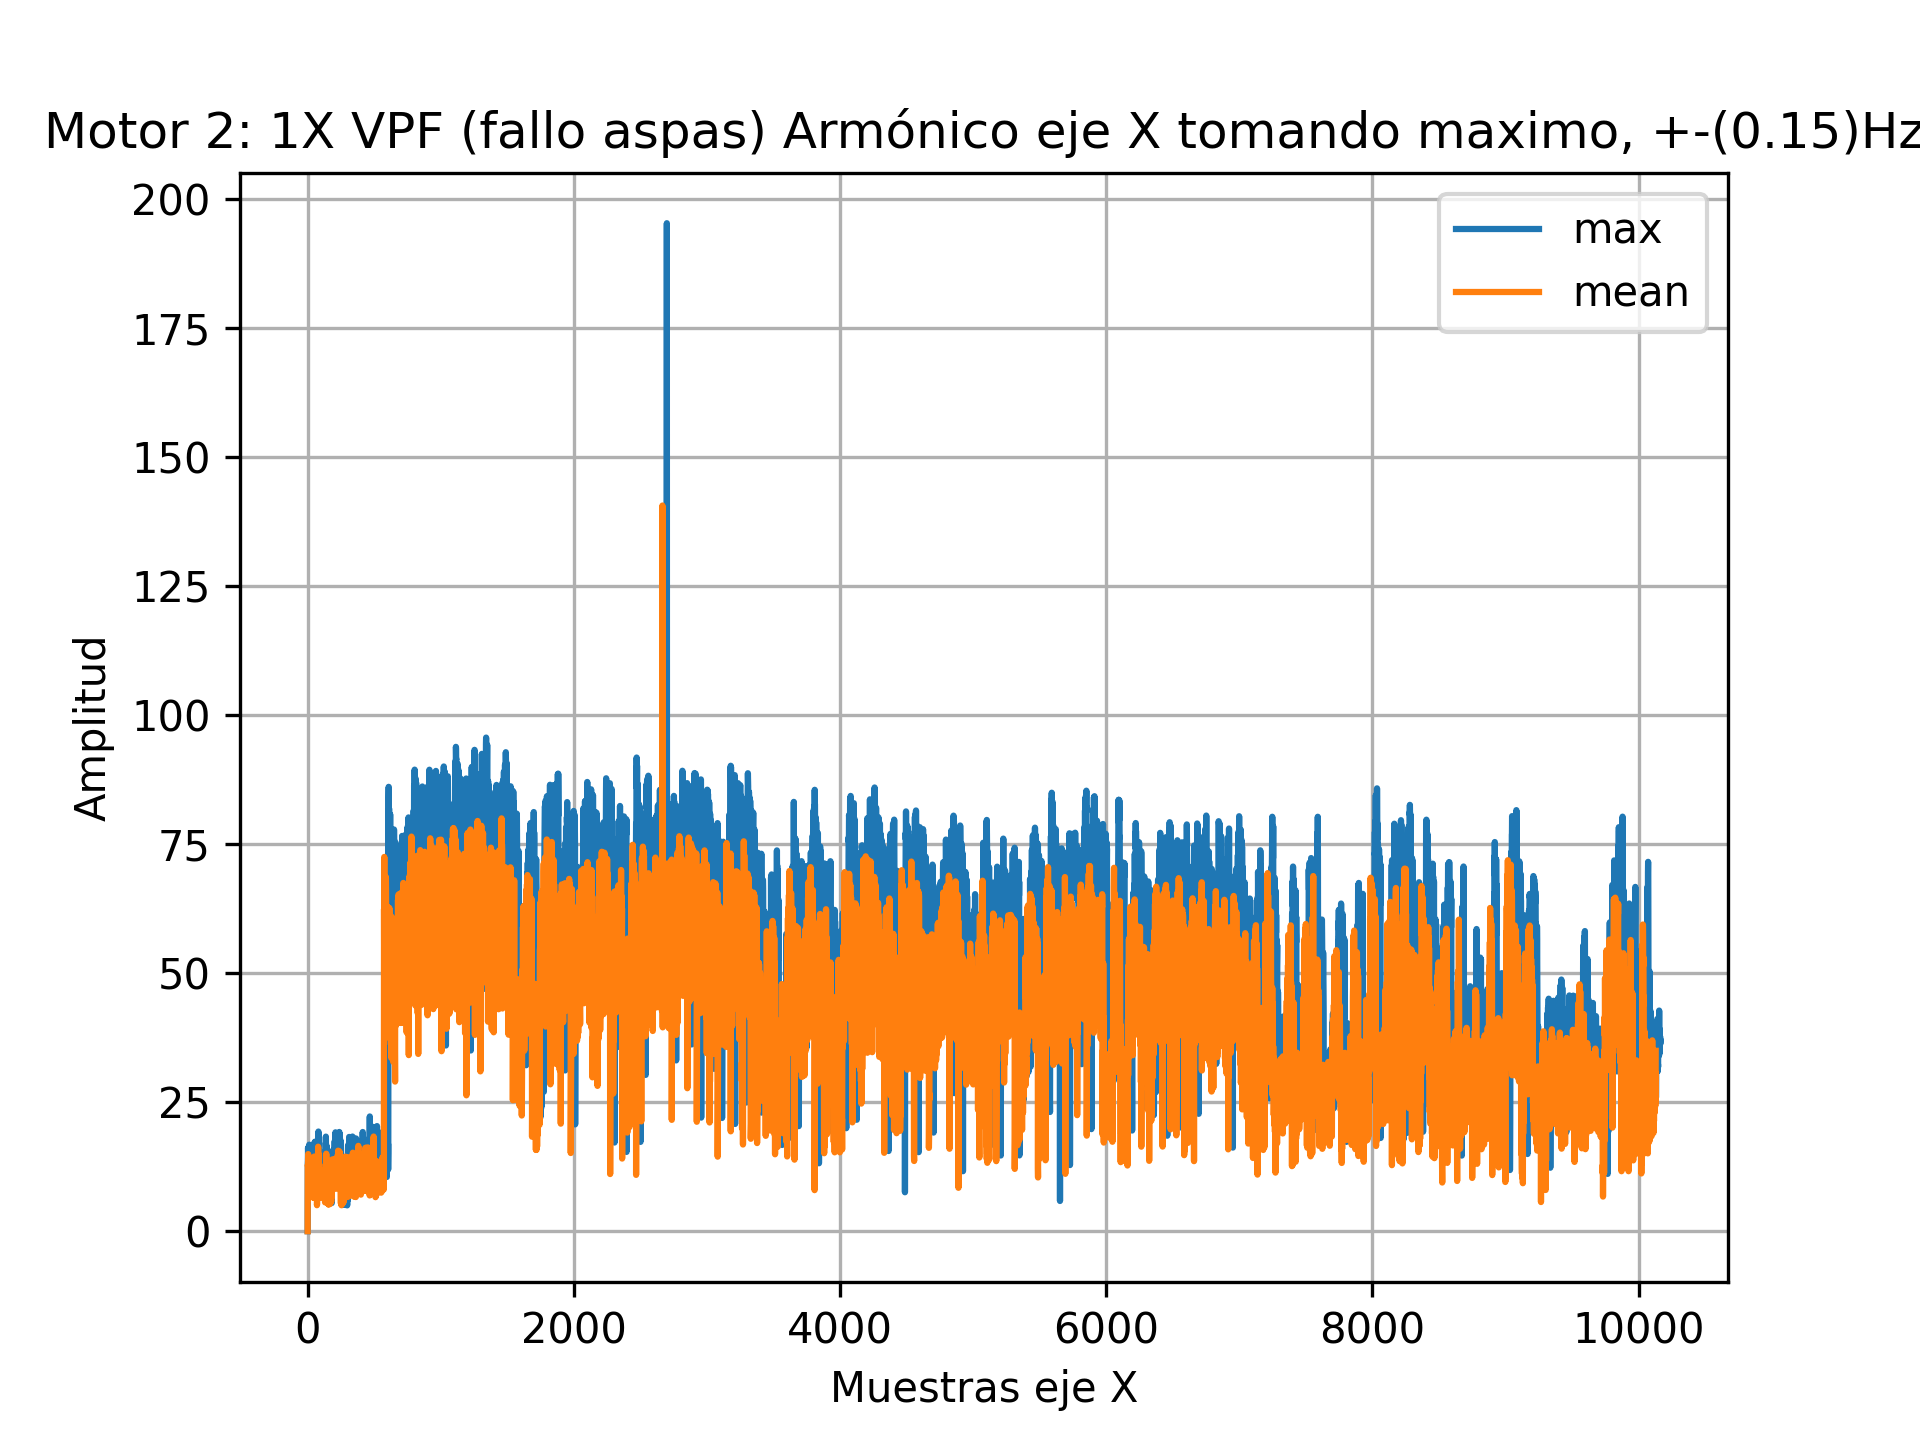 Motor 2: 1X VPF (fallo aspas) Armónico eje X tomando maximo, +-(0.15)Hz
max
mean
200
175
150
125
100
75
50
25
0
Amplitud
0 2000 4000 6000 8000 10000
Muestras eje X